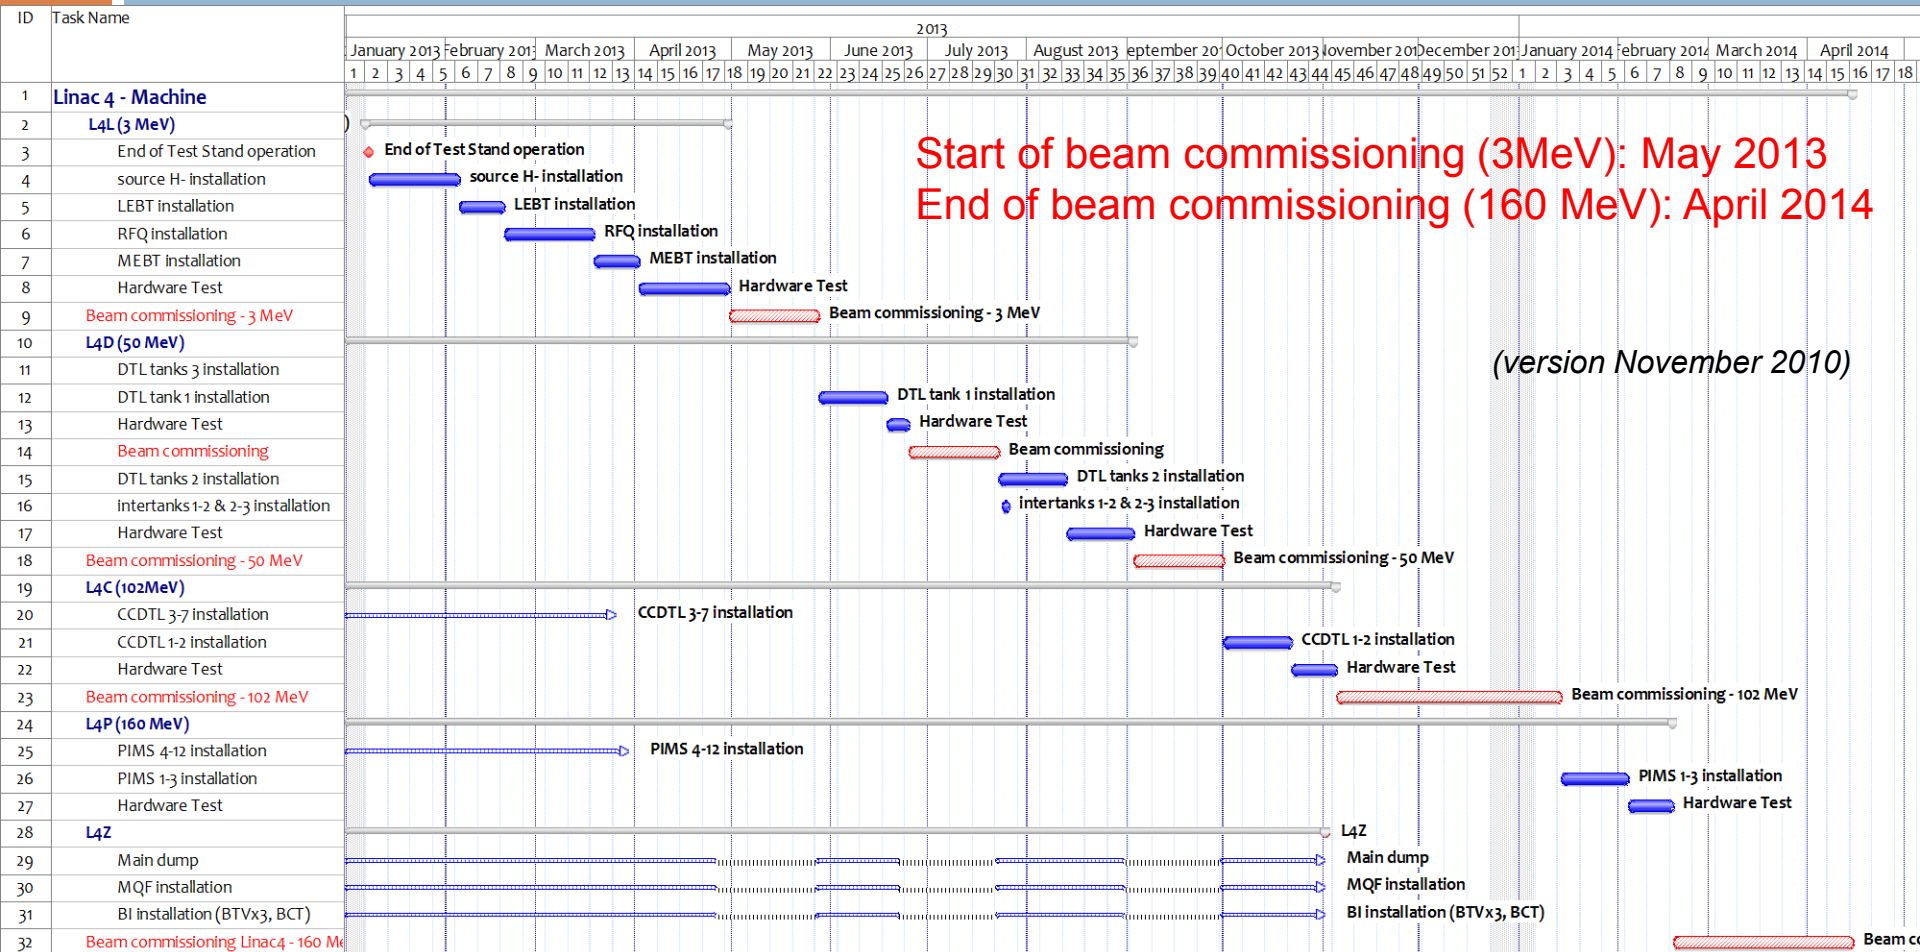 ID Task Name
2013
January 2013 February 2013 March 2013 April 2013 May 2013 June 2013 July 2013 August 2013 eptember 201 October 2013 November 201 December 201 January 2014 February 2014 March 2014 April 2014
1 2 3 4 5 6 7 8 9 10 11 12 13 14 15 16 17 18 19 20 21 22 23 24 25 26 27 28 29 30 31 32 33 34 35 36 37 38 39 40 41 42 43 44 45 46 47 48 49 50 51 52 1 2 3 4 5 6 7 8 9 10 11 12 13 14 15 16 17 18
1 Linac 4 - Machine
2 L4L (3 MeV) )
3 End of Test Stand operation End of Test Stand operation
Start of beam commissioning (3MeV): May 2013
4 source H- installation source H- installation
5 LEBT installation LEBT installation
End of beam commissioning (160 MeV): April 2014
6 RFQ installation RFQ installation
7 MEBT installation MEBT installation
8 Hardware Test Hardware Test
9 Beam commissioning - 3 MeV Beam commissioning - 3 MeV
10 L4D (50 MeV)
(version November 2010)
11 DTL tanks 3 installation
12 DTL tank 1 installation DTL tank 1 installation
13 Hardware Test Hardware Test
14 Beam commissioning Beam commissioning
15 DTL tanks 2 installation DTL tanks 2 installation
16 intertanks 1-2 & 2-3 installation intertanks 1-2 & 2-3 installation
17 Hardware Test Hardware Test
18 Beam commissioning - 50 MeV Beam commissioning - 50 MeV
19 L4C (102MeV)
20 CCDTL 3-7 installation CCDTL 3-7 installation
21 CCDTL 1-2 installation CCDTL 1-2 installation
22 Hardware Test Hardware Test
23 Beam commissioning - 102 MeV Beam commissioning - 102 MeV
24 L4P (160 MeV)
25 PIMS 4-12 installation PIMS 4-12 installation
26 PIMS 1-3 installation PIMS 1-3 installation
27 Hardware Test Hardware Test
28 L4Z L4Z
29 Main dump Main dump
30 MQF installation MQF installation
31 BI installation (BTVx3, BCT) BI installation (BTVx3, BCT)
32 Beam commissioning Linac4 - 160 Me Beam c